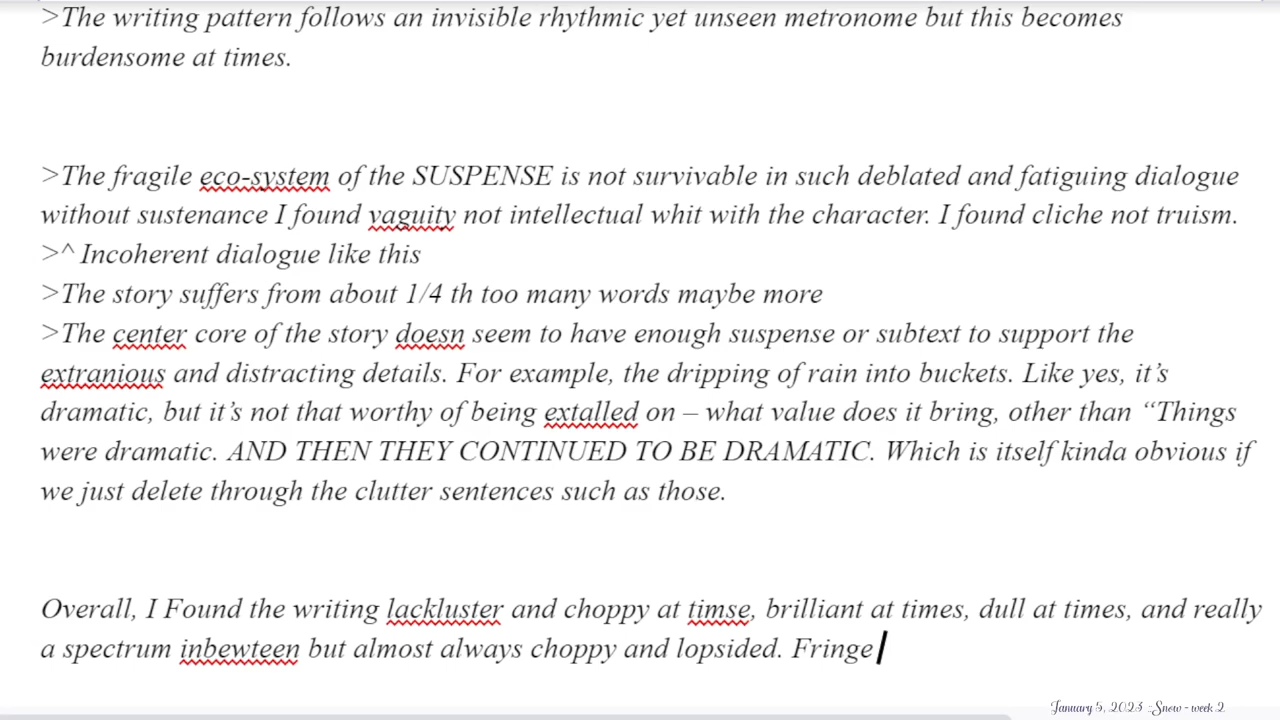 >The writing pattern follows an invisible rhythmic yet unseen metronome but this becomes
burdensome at times.
>The fragile eco-system of the SUSPENSE is not survivable in such deblated and fatiguing dialogue
without sustenance I found vaguity not intellectual whit with the character. I found cliche not truism.
>^ Incoherent dialogue like this
>The story suffers from about 1/4 th too many words maybe more
>The center core of the story doesn seem to have enough suspense or subtext to support the
extranious and distracting details. For example, the dripping of rain into buckets. Like yes, it’s
dramatic, but it’s not that worthy of being extalled on – what value does it bring, other than “Things
were dramatic. AND THEN THEY CONTINUED TO BE DRAMATIC. Which is itself kinda obvious if
we just delete through the clutter sentences such as those.
Overall, I Found the writing lackluster and choppy at timse, brilliant at times, dull at times, and really
a spectrum inbewteen but almost always choppy and lopsided. Fringe
January 5, 2023 :Snow - week 2